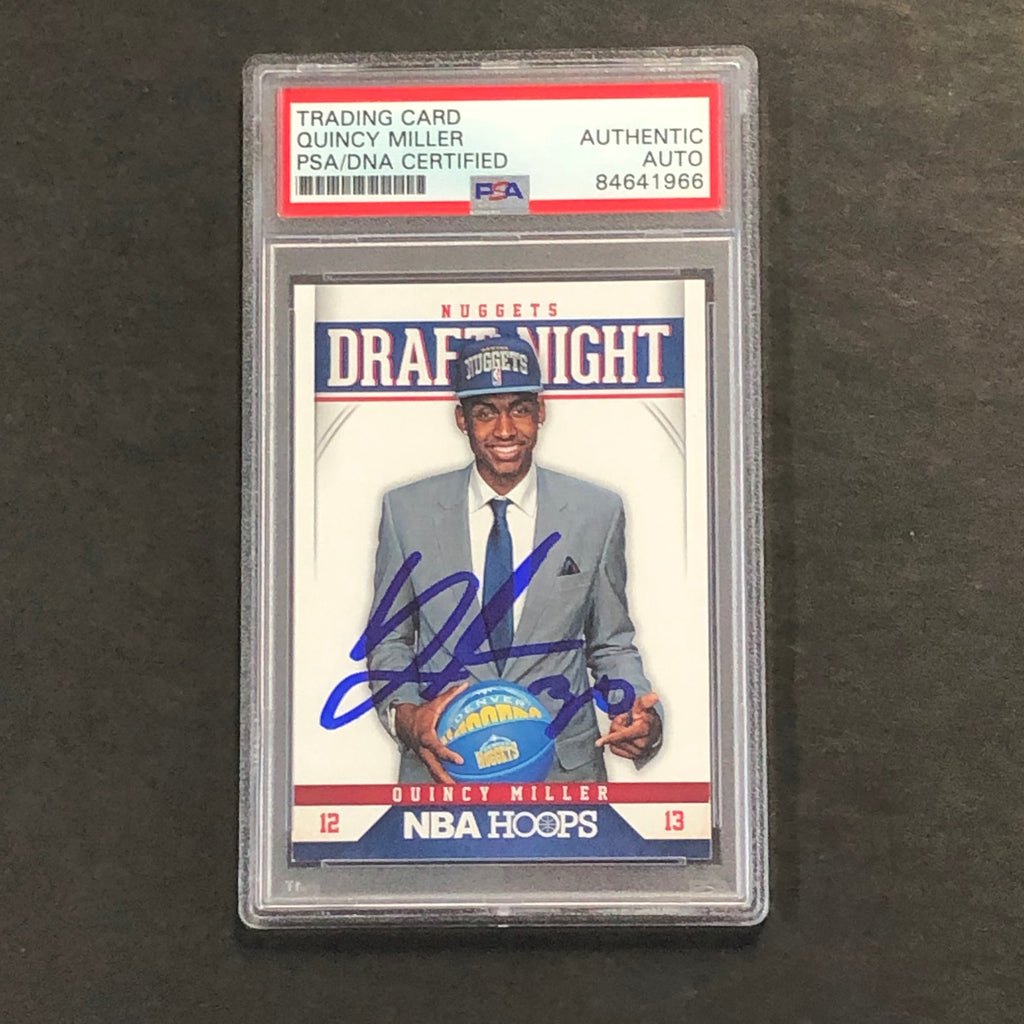 TRADING CARD
QUINCY MILLER
PSA/DNA CERTIFIED
AUTHENTIC
AUTO
84641966
PSA
NUGGETS
DRAFT NIGHT
NUGGETS
DENVER
NUGGETS
30
QUINCY MILLER
12
NBA HOOPS
13